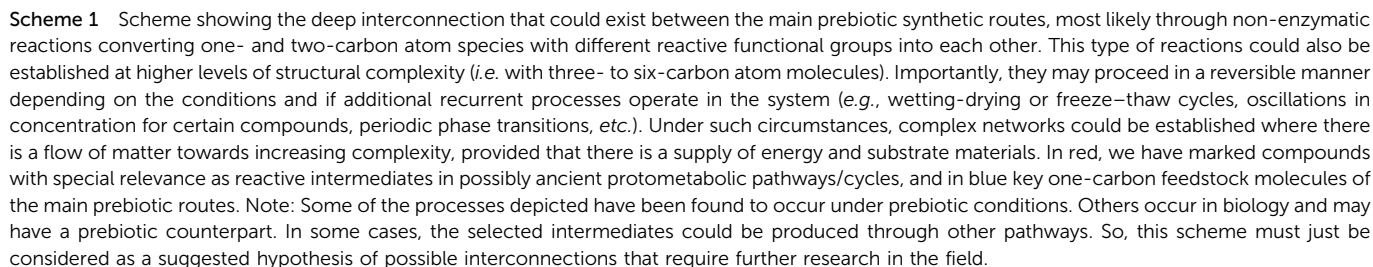 Scheme 1 Scheme showing the deep interconnection that could exist between the main prebiotic synthetic routes, most likely through non-enzymatic
reactions converting one- and two-carbon atom species with different reactive functional groups into each other. This type of reactions could also be
established at higher levels of structural complexity (i.e. with three- to six-carbon atom molecules). Importantly, they may proceed in a reversible manner
depending on the conditions and if additional recurrent processes operate in the system (e.g., wetting-drying or freeze–thaw cycles, oscillations in
concentration for certain compounds, periodic phase transitions, etc.). Under such circumstances, complex networks could be established where there
is a flow of matter towards increasing complexity, provided that there is a supply of energy and substrate materials. In red, we have marked compounds
with special relevance as reactive intermediates in possibly ancient protometabolic pathways/cycles, and in blue key one-carbon feedstock molecules of
the main prebiotic routes. Note: Some of the processes depicted have been found to occur under prebiotic conditions. Others occur in biology and may
have a prebiotic counterpart. In some cases, the selected intermediates could be produced through other pathways. So, this scheme must just be
considered as a suggested hypothesis of possible interconnections that require further research in the field.